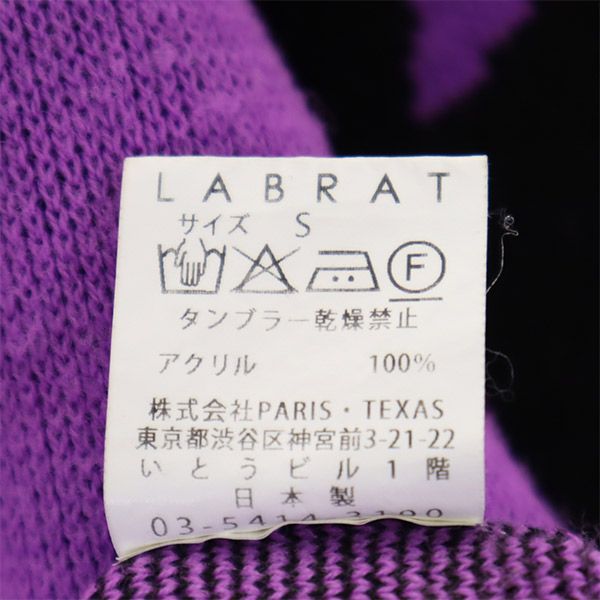 LABRAT
サイズ S
F
タンブラー乾燥禁止
アクリル 100%
株式会社PARIS・TEXAS
東京都渋谷区神宮前3-21-22
いとうビル1階
日本製
03-5414-